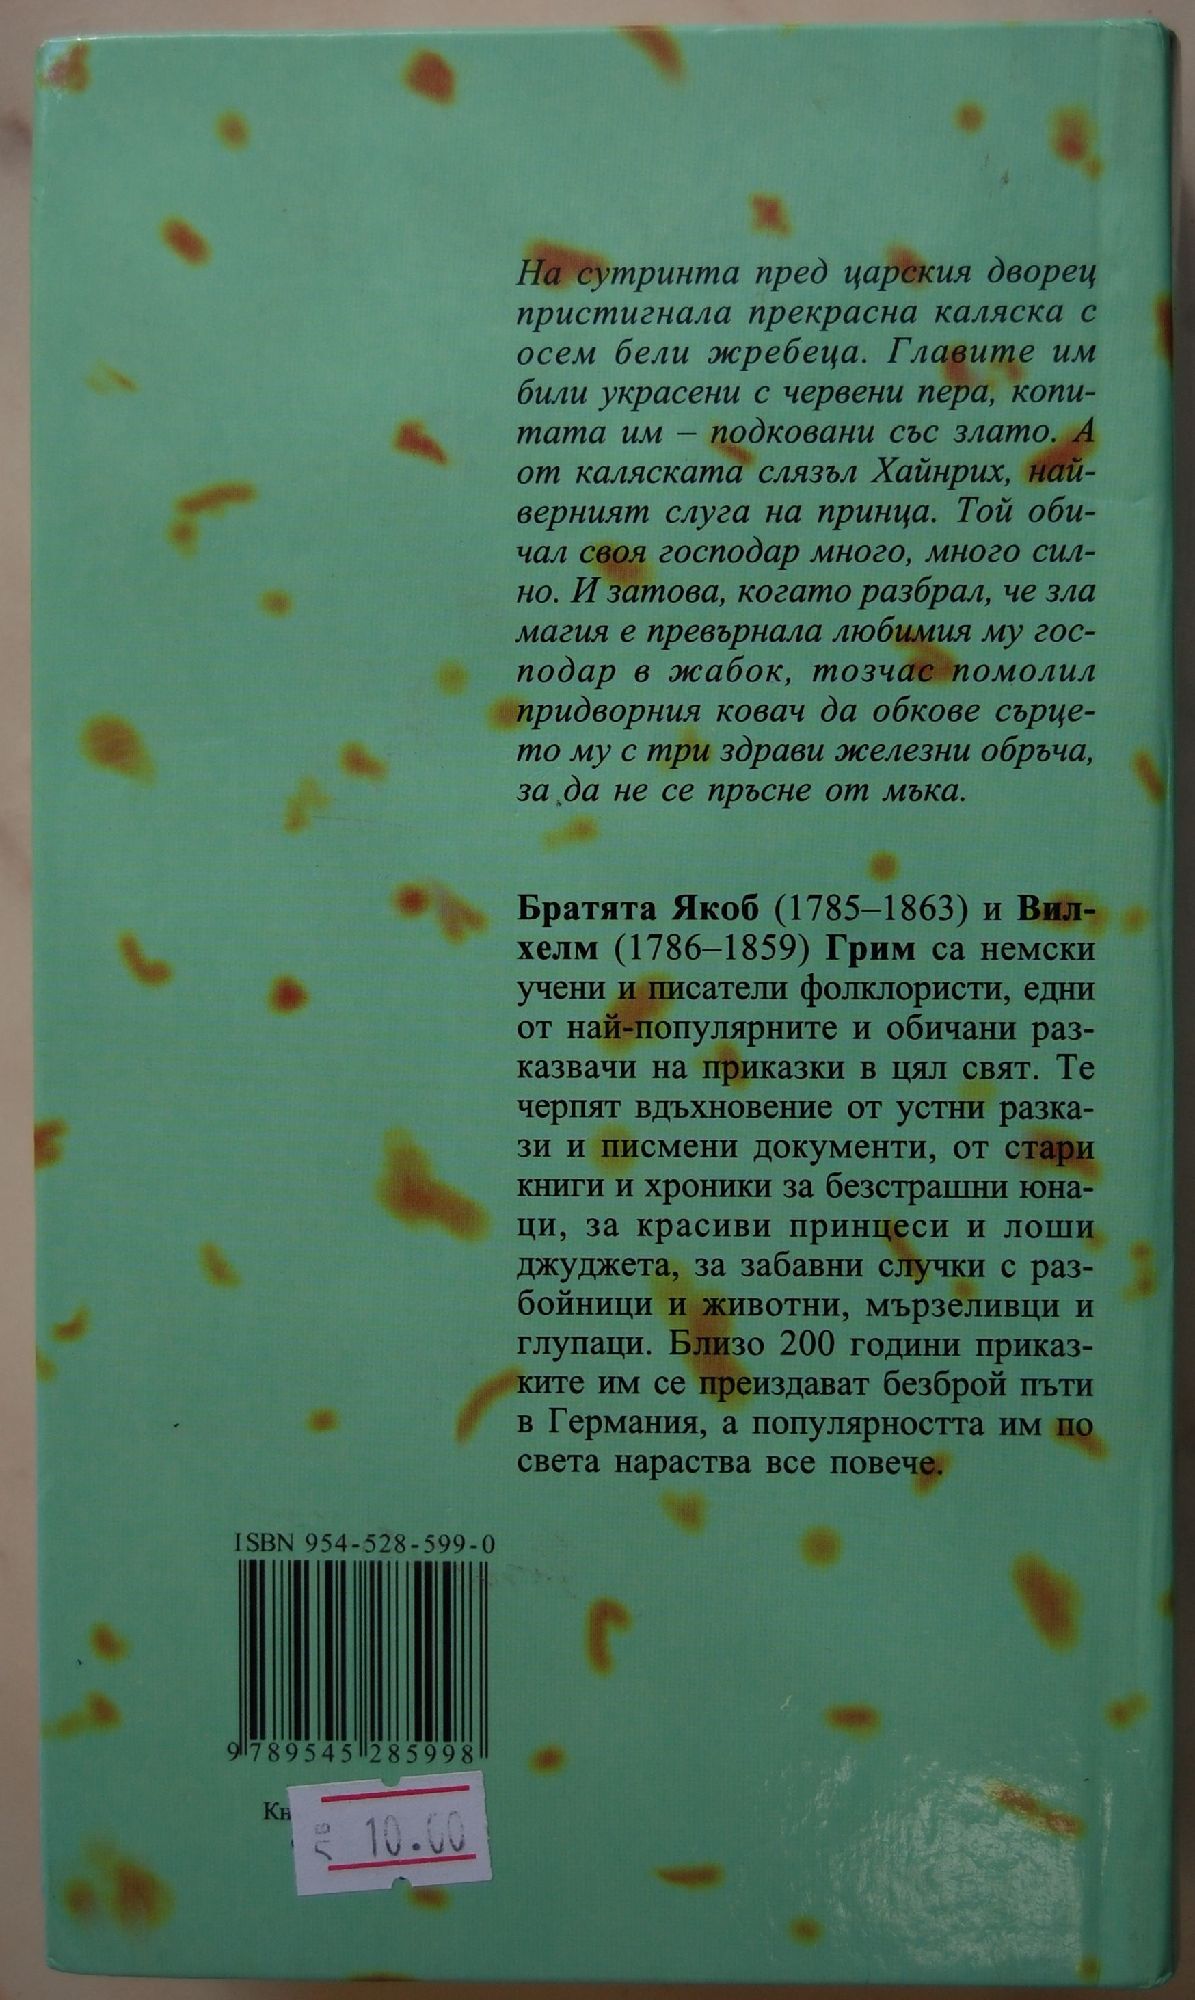 На сутринта пред царския дворец
пристигнала прекрасна каляска с
осем бели жребеца. Главите им
били украсени с червени пера, копи-
тата им – подковани със злато. А
от каляската слязъл Хайнрих, най-
верният слуга на принца. Той оби-
чал своя господар много, много сил-
но. И затова, когато разбрал, че зла
магия е превърнала любимия му гос-
подар в жабок, тозчас помолил
придворния ковач да обкове сърце-
то му с три здрави железни обръча,
за да не се пръсне от мъка.
Братята Якоб (1785–1863) и Вил-
хелм (1786–1859) Грим са немски
учени и писатели фолклористи, едни
от най-популярните и обичани раз-
казвачи на приказки в цял свят. Те
черпят вдъхновение от устни разка-
зи и писмени документи, от стари
книги и хроники за безстрашни юна-
ци, за красиви принцеси и лоши
джуджета, за забавни случки с раз-
бойници и животни, мързеливци и
глупаци. Близо 200 години приказ-
ките им се преиздават безброй пъти
в Германия, а популярността им по
света нараства все повече.
ISBN 954-528-599-0
9 789545 285998
лв 10.00